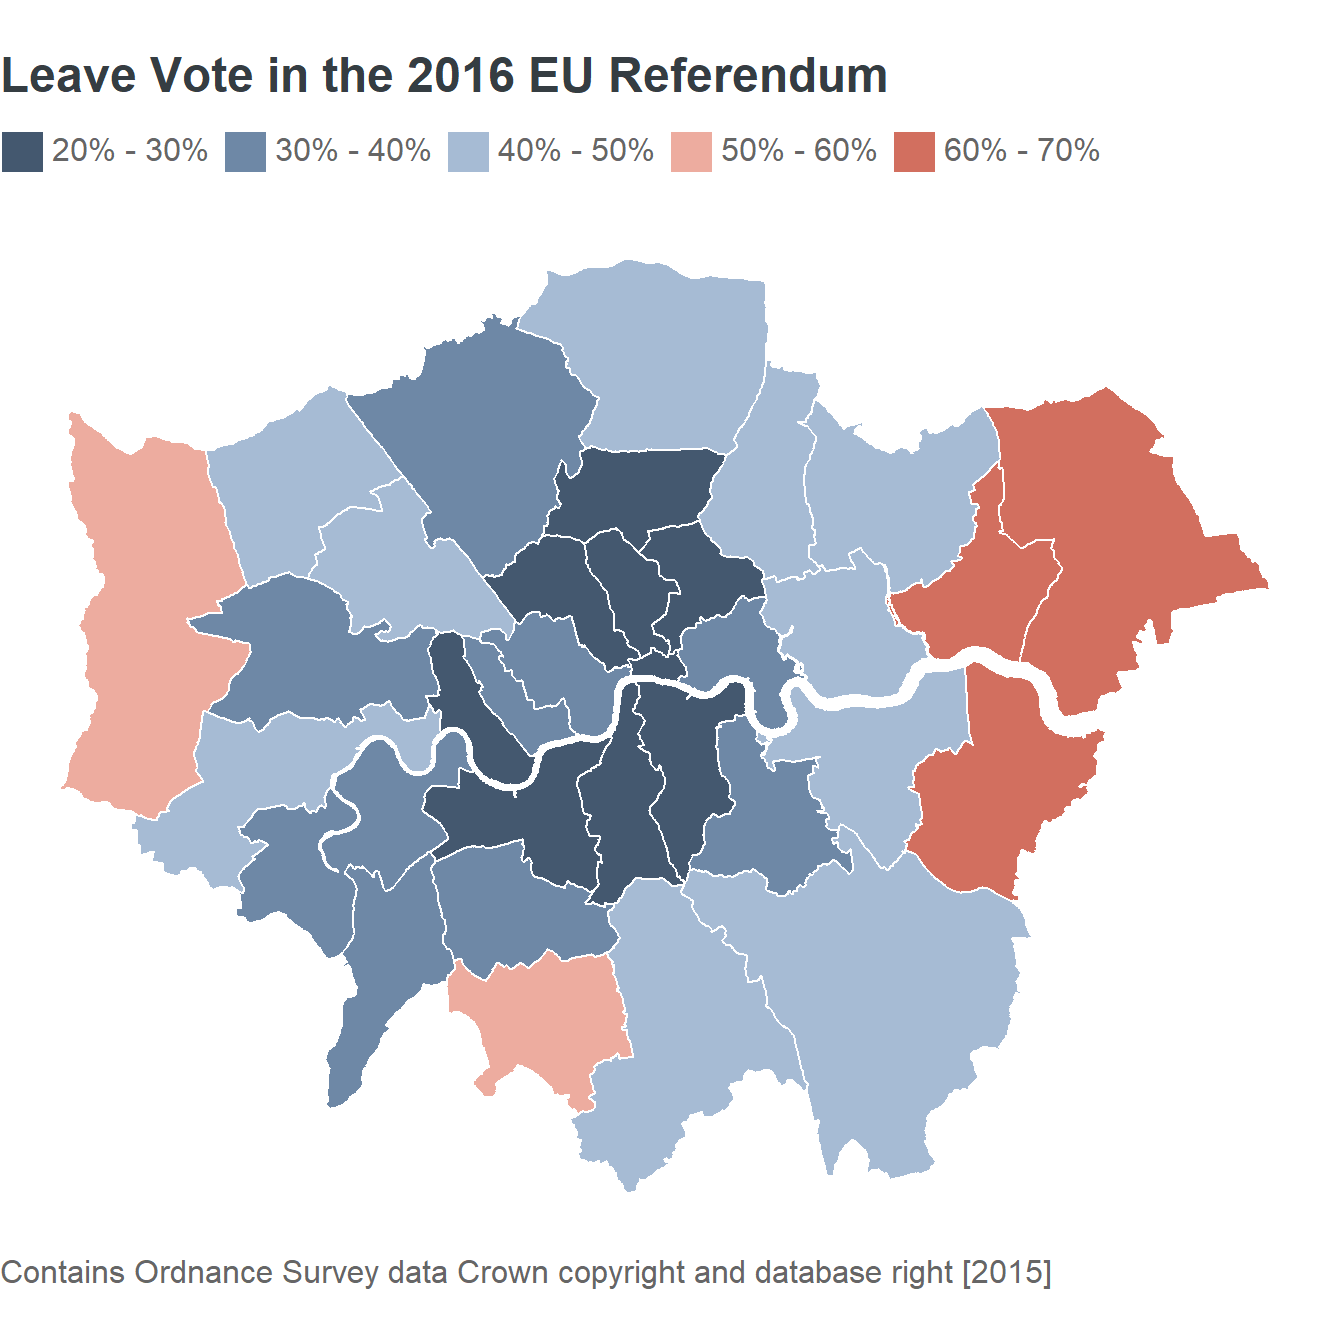 Leave Vote in the 2016 EU Referendum
20% - 30% 30% - 40% 40% - 50% 50% - 60% 60% - 70%
Contains Ordnance Survey data Crown copyright and database right [2015]